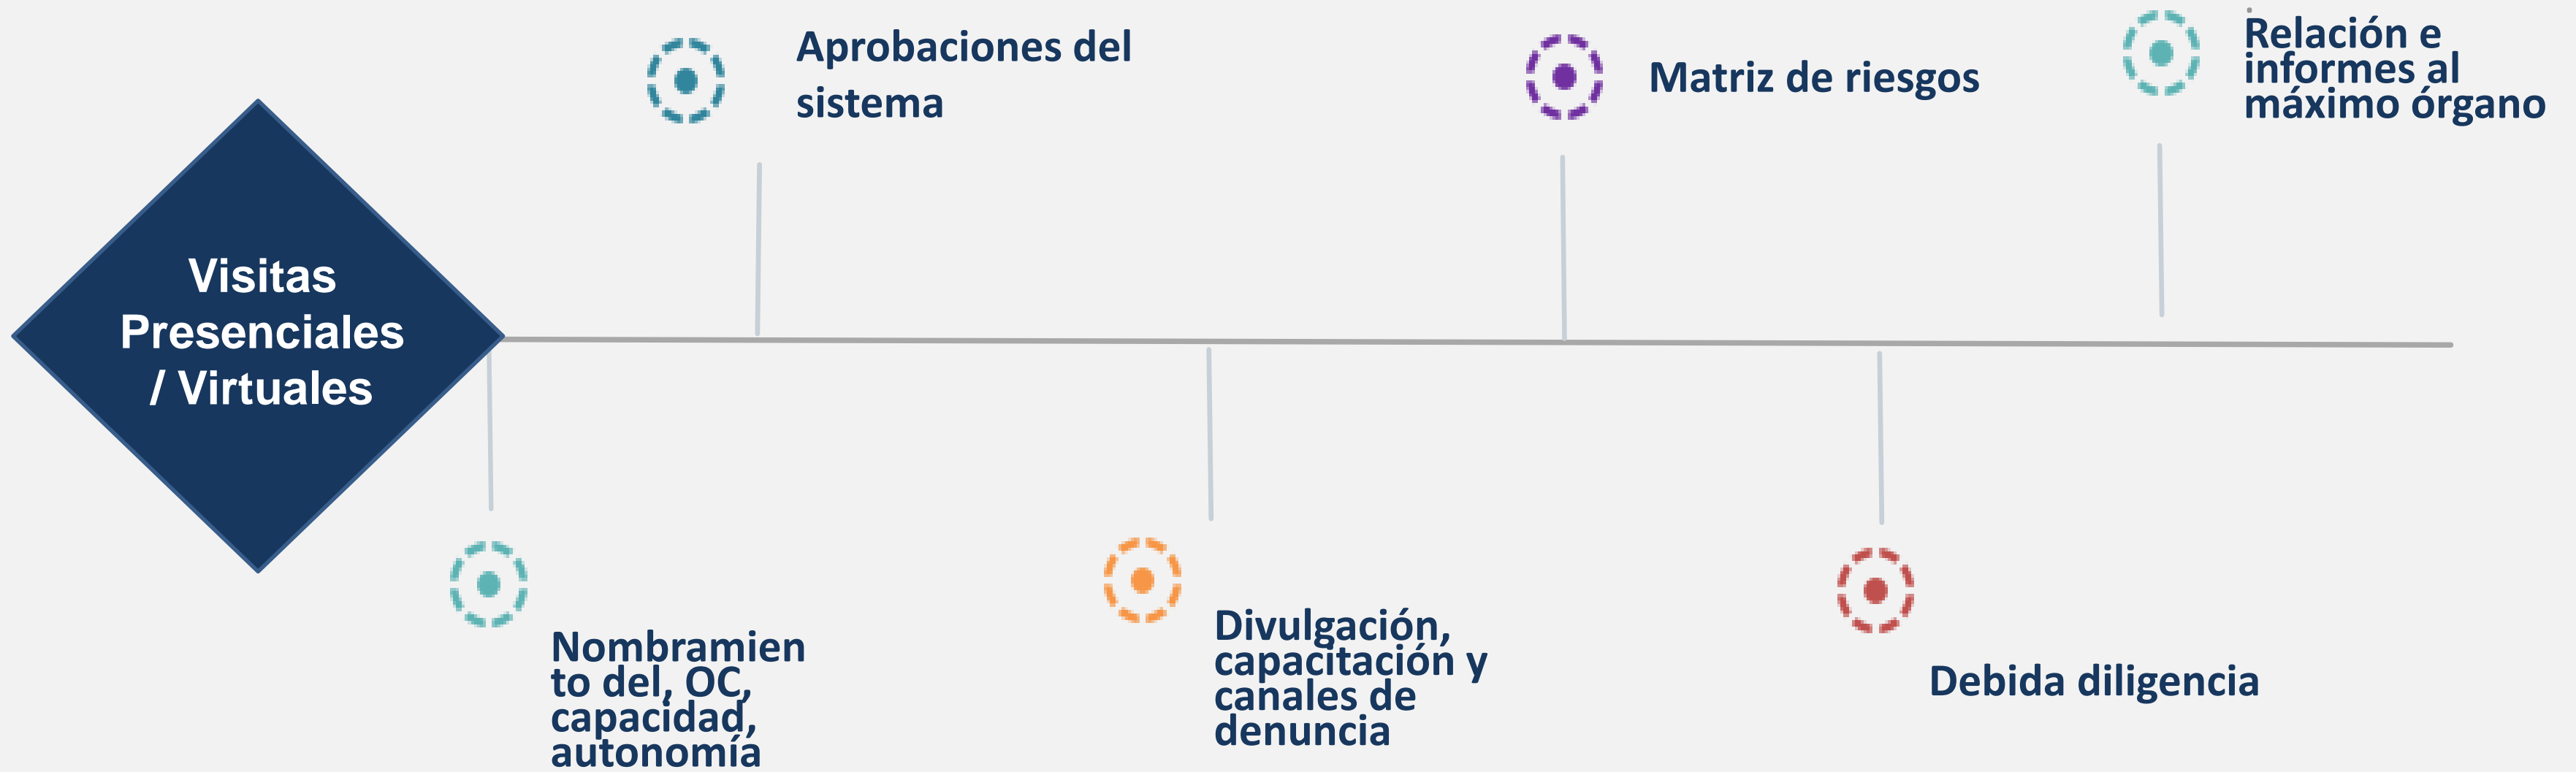 Visitas
Presenciales
/ Virtuales
Nombramien
to del, OC,
capacidad,
autonomía
Aprobaciones del
sistema
Divulgación,
capacitación y
canales de
denuncia
Matriz de riesgos
Debida diligencia
Relación e
informes al
máximo órgano